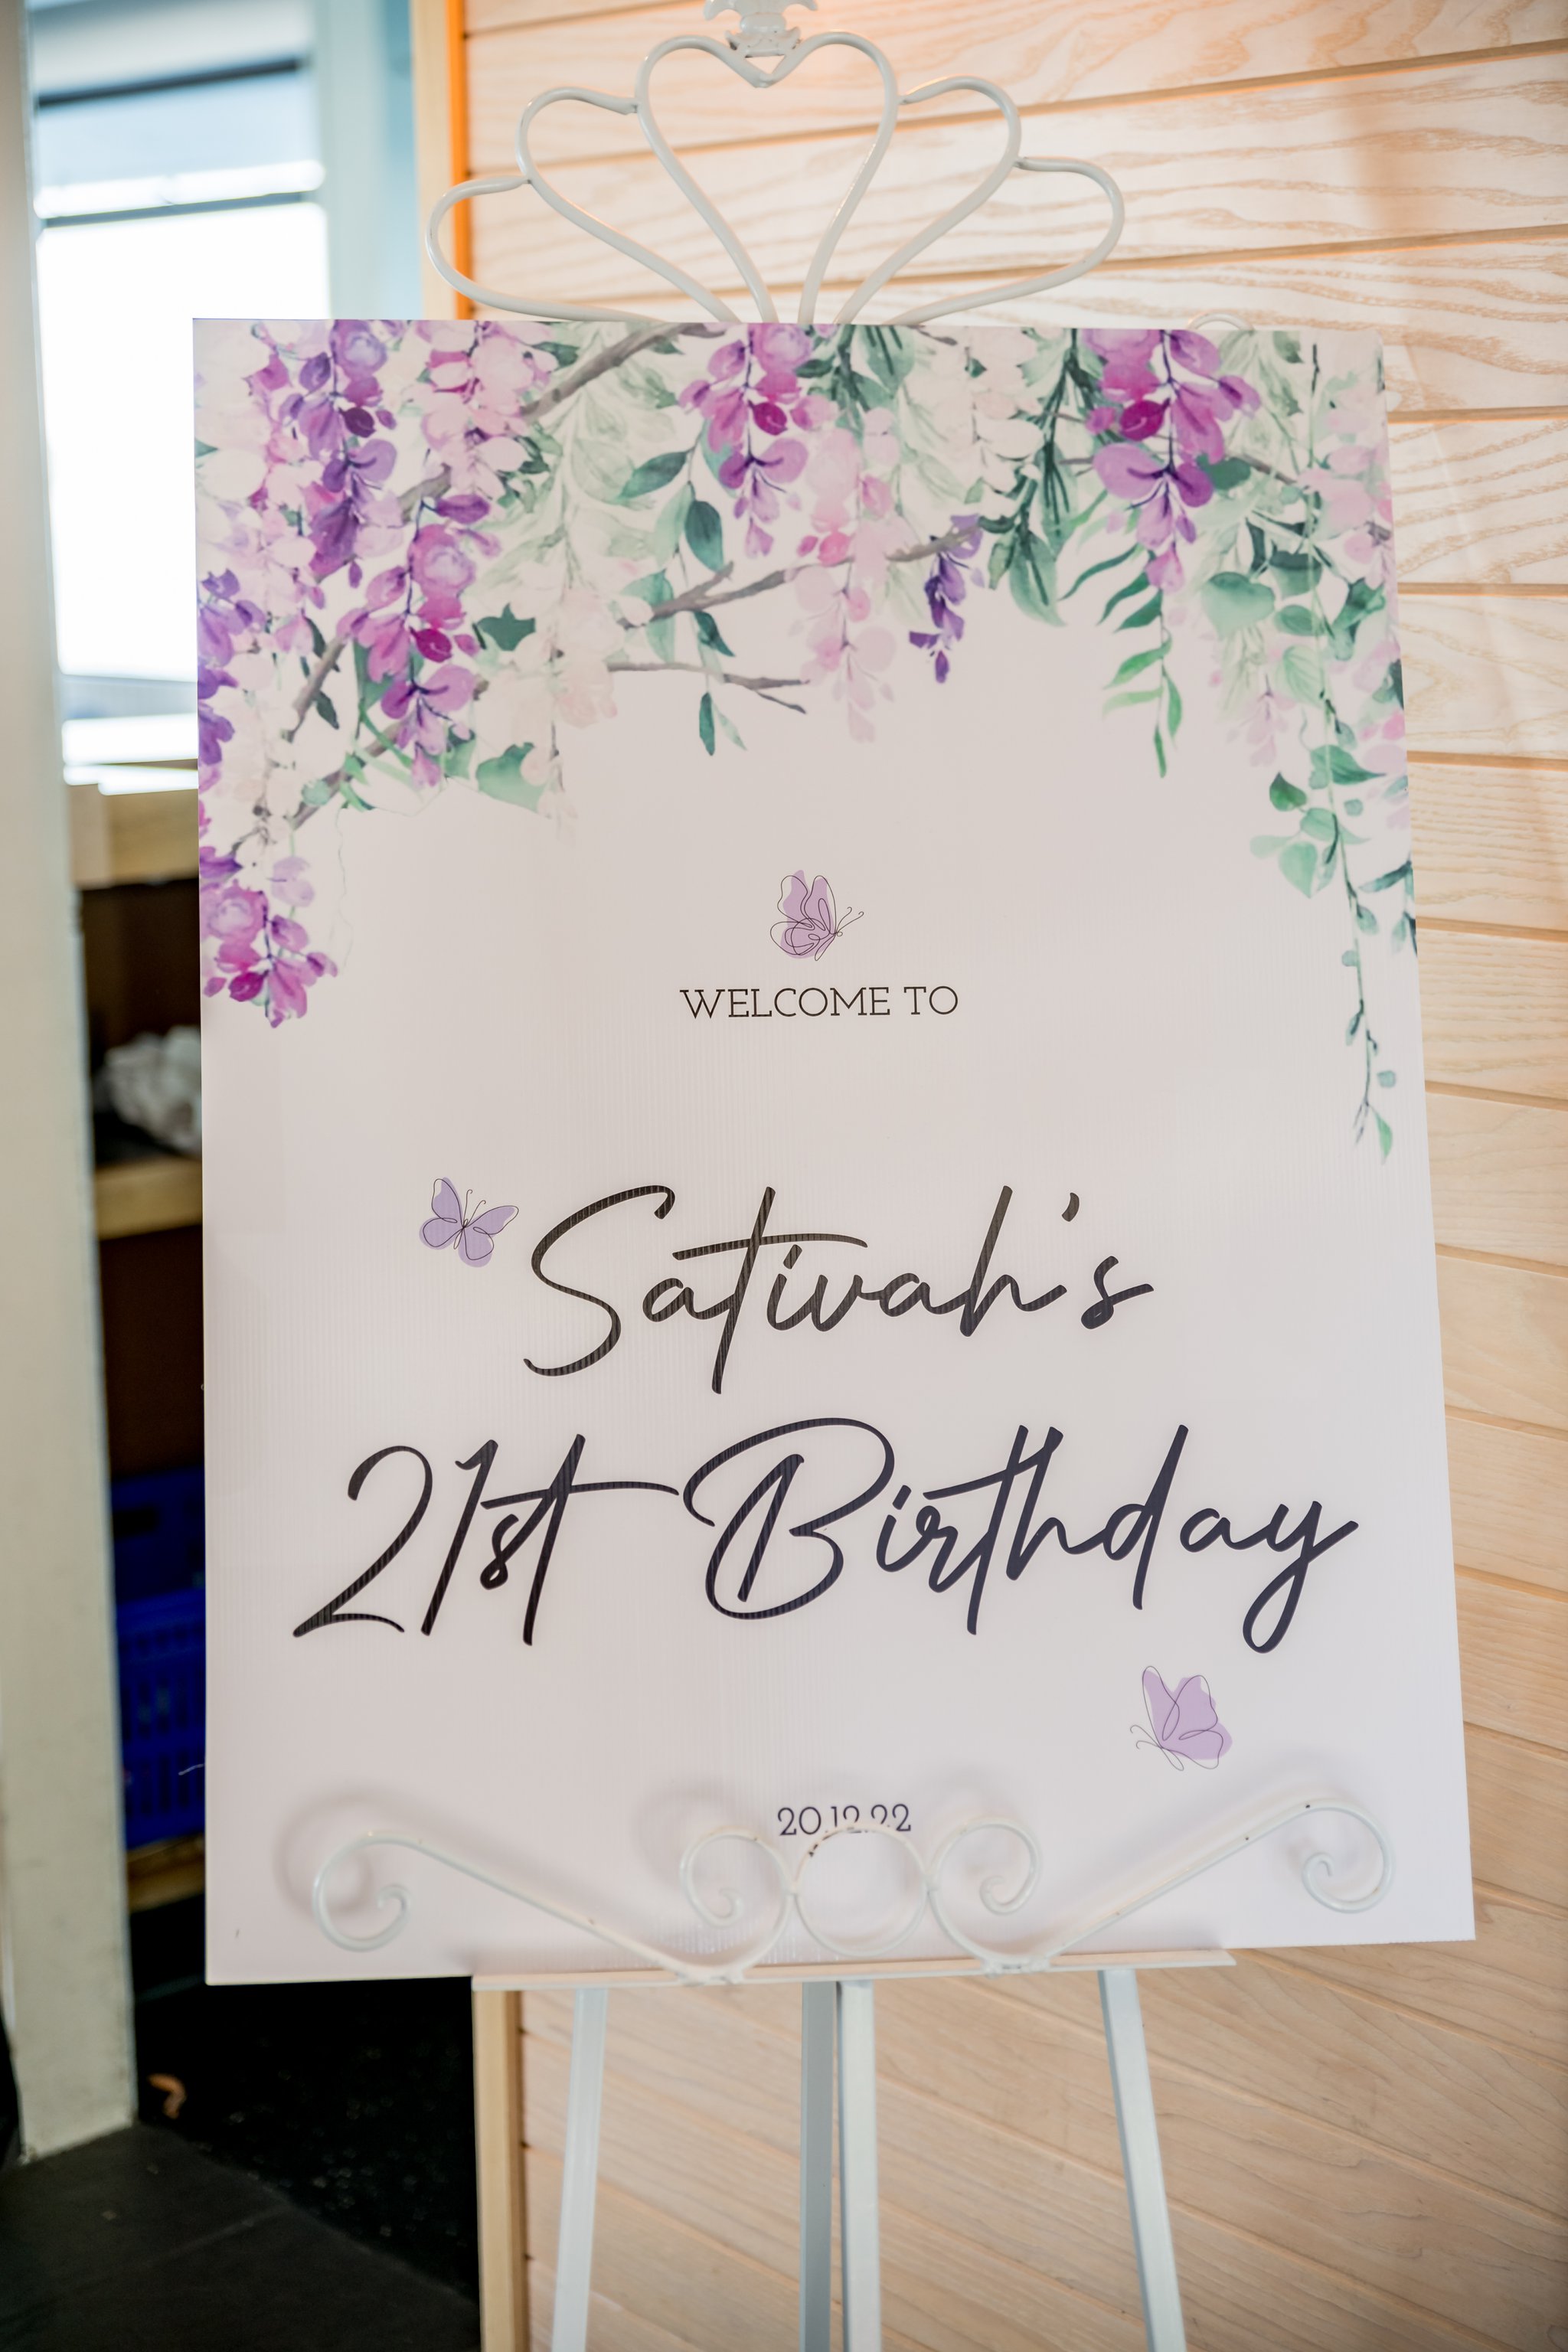 WELCOME TO
Sativah's
21st Birthday
20.12.22